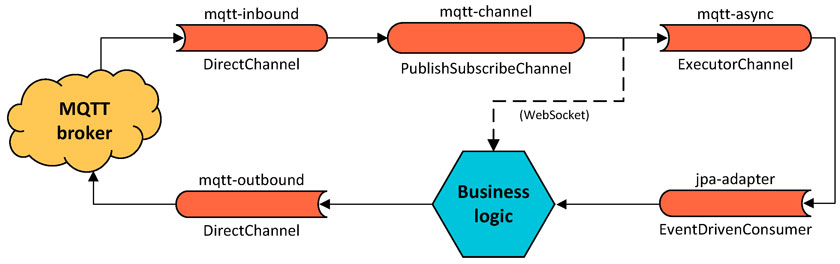 mqtt-inbound
DirectChannel
mqtt-channel
PublishSubscribeChannel
mqtt-async
ExecutorChannel
MQTT
broker
(WebSocket)
mqtt-outbound
DirectChannel
Business
logic
jpa-adapter
EventDrivenConsumer